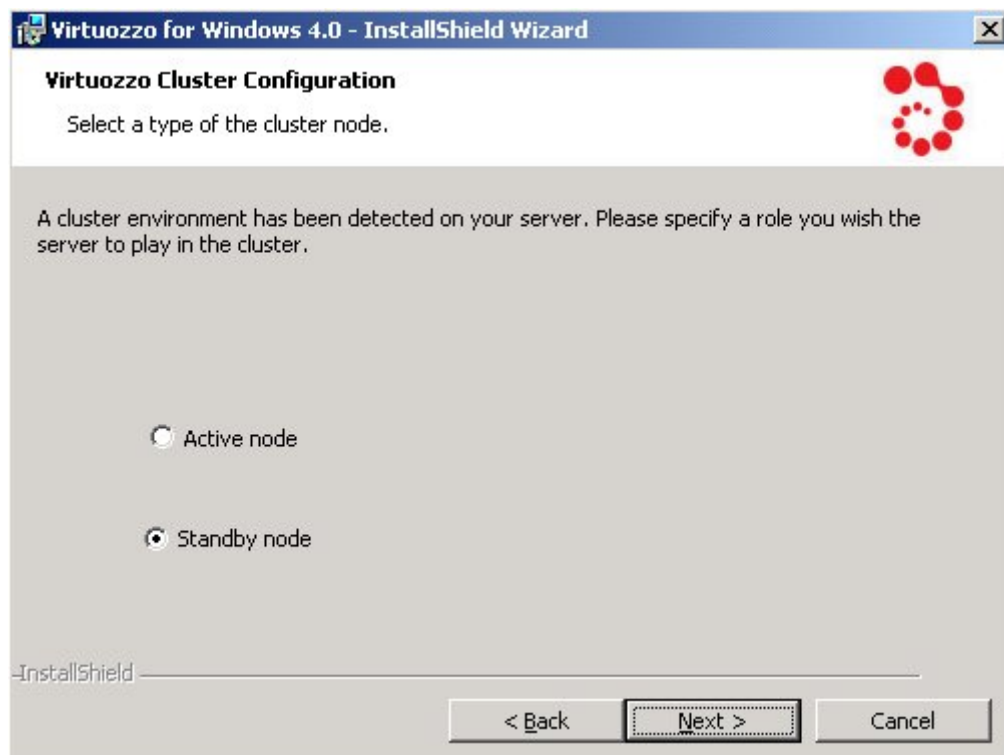 Virtuozzo for Windows 4.0 - InstallShield Wizard
Virtuozzo Cluster Configuration
Select a type of the cluster node.
A cluster environment has been detected on your server. Please specify a role you wish the
server to play in the cluster.
Active node
Standby node
InstallShield
< Back
Next >
Cancel